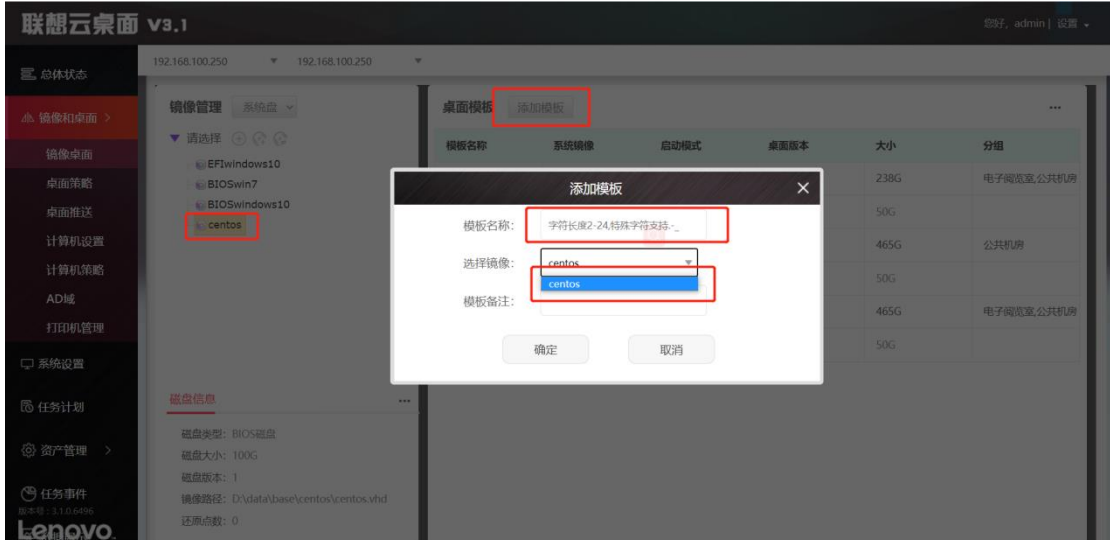 联想云桌面 V3.1
您好, admin | 设置
192.168.100.250 192.168.100.250
总体状态
镜像和桌面
镜像桌面
桌面策略
桌面推送
计算机设置
计算机策略
AD域
打印机管理
系统设置
任务计划
资产管理
任务事件
版本号 : 3.1.0.6496
Lenovo
镜像管理 系统盘
请选择
EFIwindows10
BIOSwin7
BIOSwindows10
centos
磁盘信息
磁盘类型: BIOS磁盘
磁盘大小: 100G
磁盘版本: 1
镜像路径: D:\data\base\centos\centos.vhd
还原点数: 0
桌面模板 添加模板
模板名称 系统镜像 启动模式 桌面版本 大小 分组
238G 电子阅览室,公共机房
50G
465G 公共机房
50G
465G 电子阅览室,公共机房
50G
添加模板
模板名称: 字符长度2-24,特殊字符支持.-_
选择镜像: centos
centos
模板备注:
确定 取消